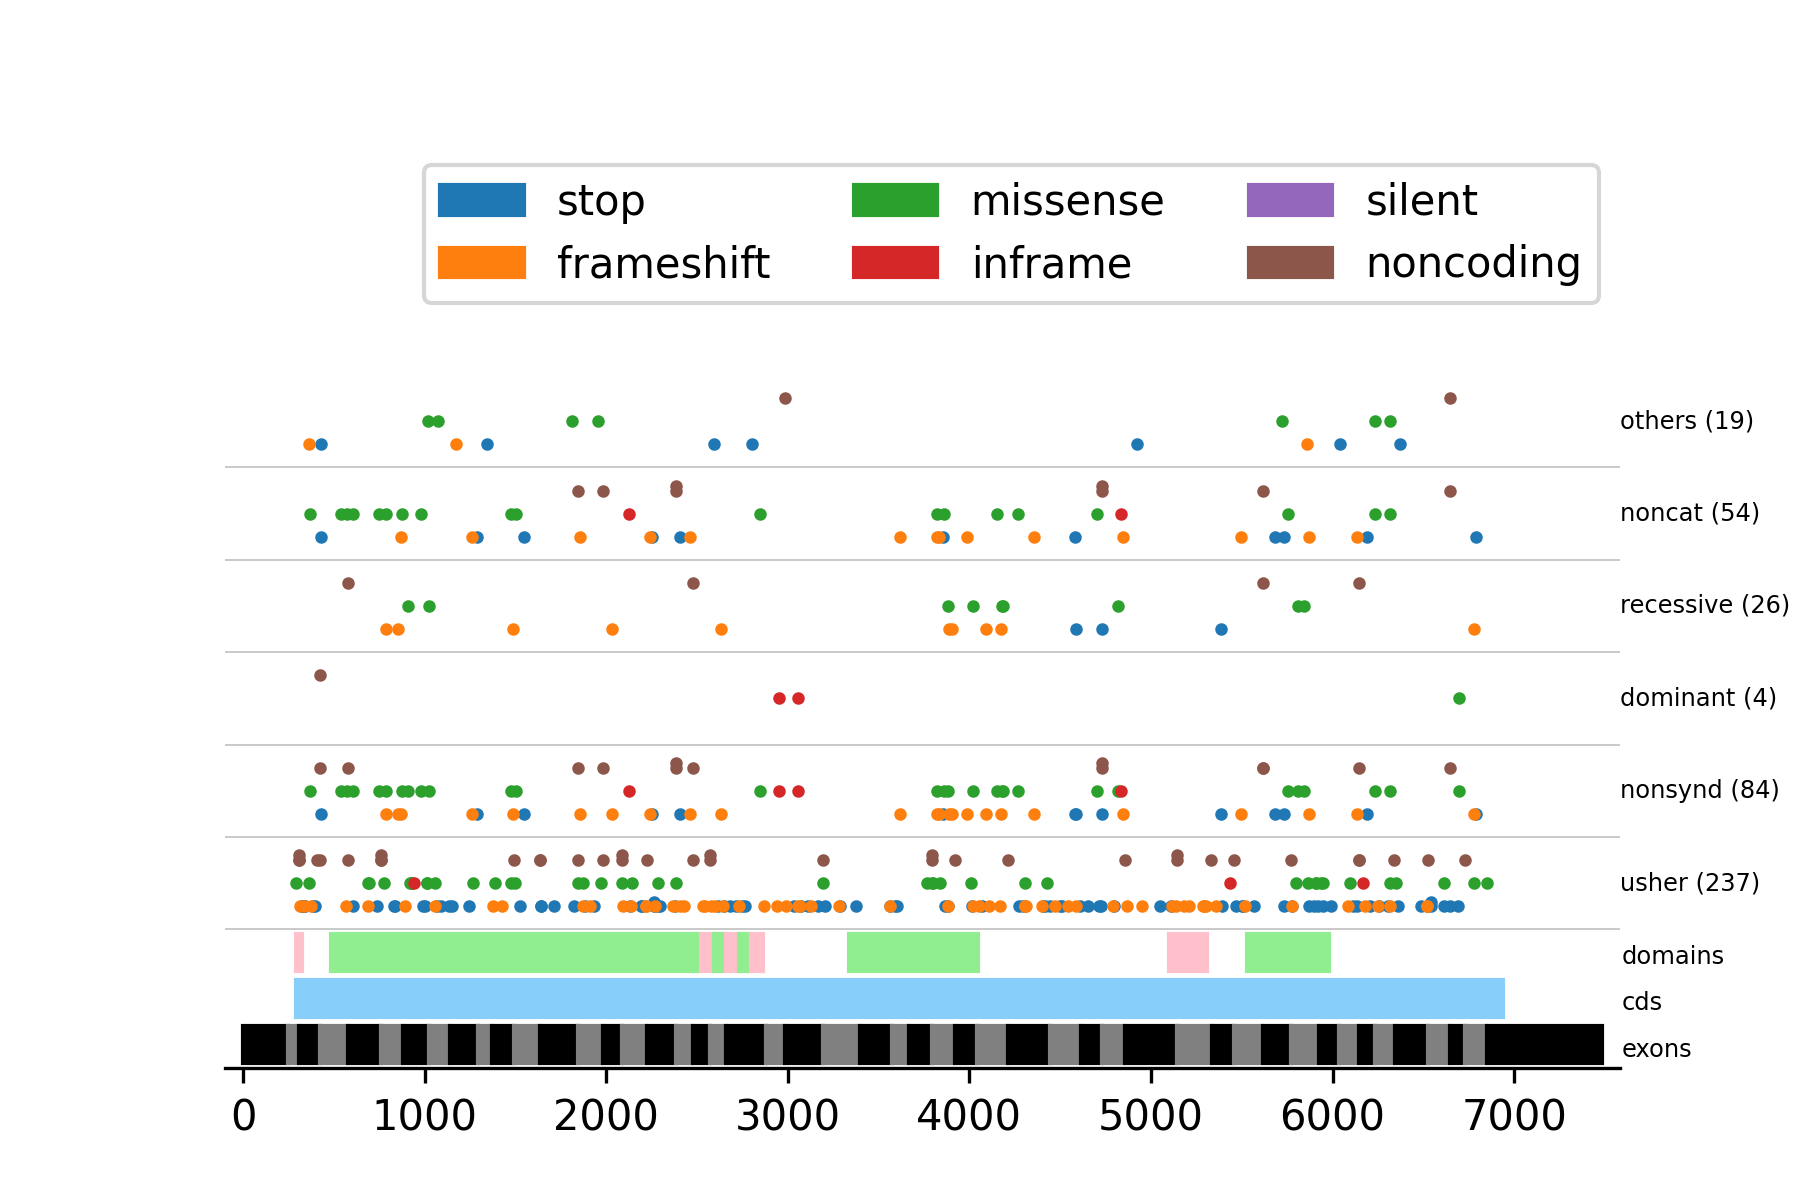 stop missense silent
frameshift inframe noncoding
others (19)
noncat (54)
recessive (26)
dominant (4)
nonsynd (84)
usher (237)
domains
cds
exons
0 1000 2000 3000 4000 5000 6000 7000